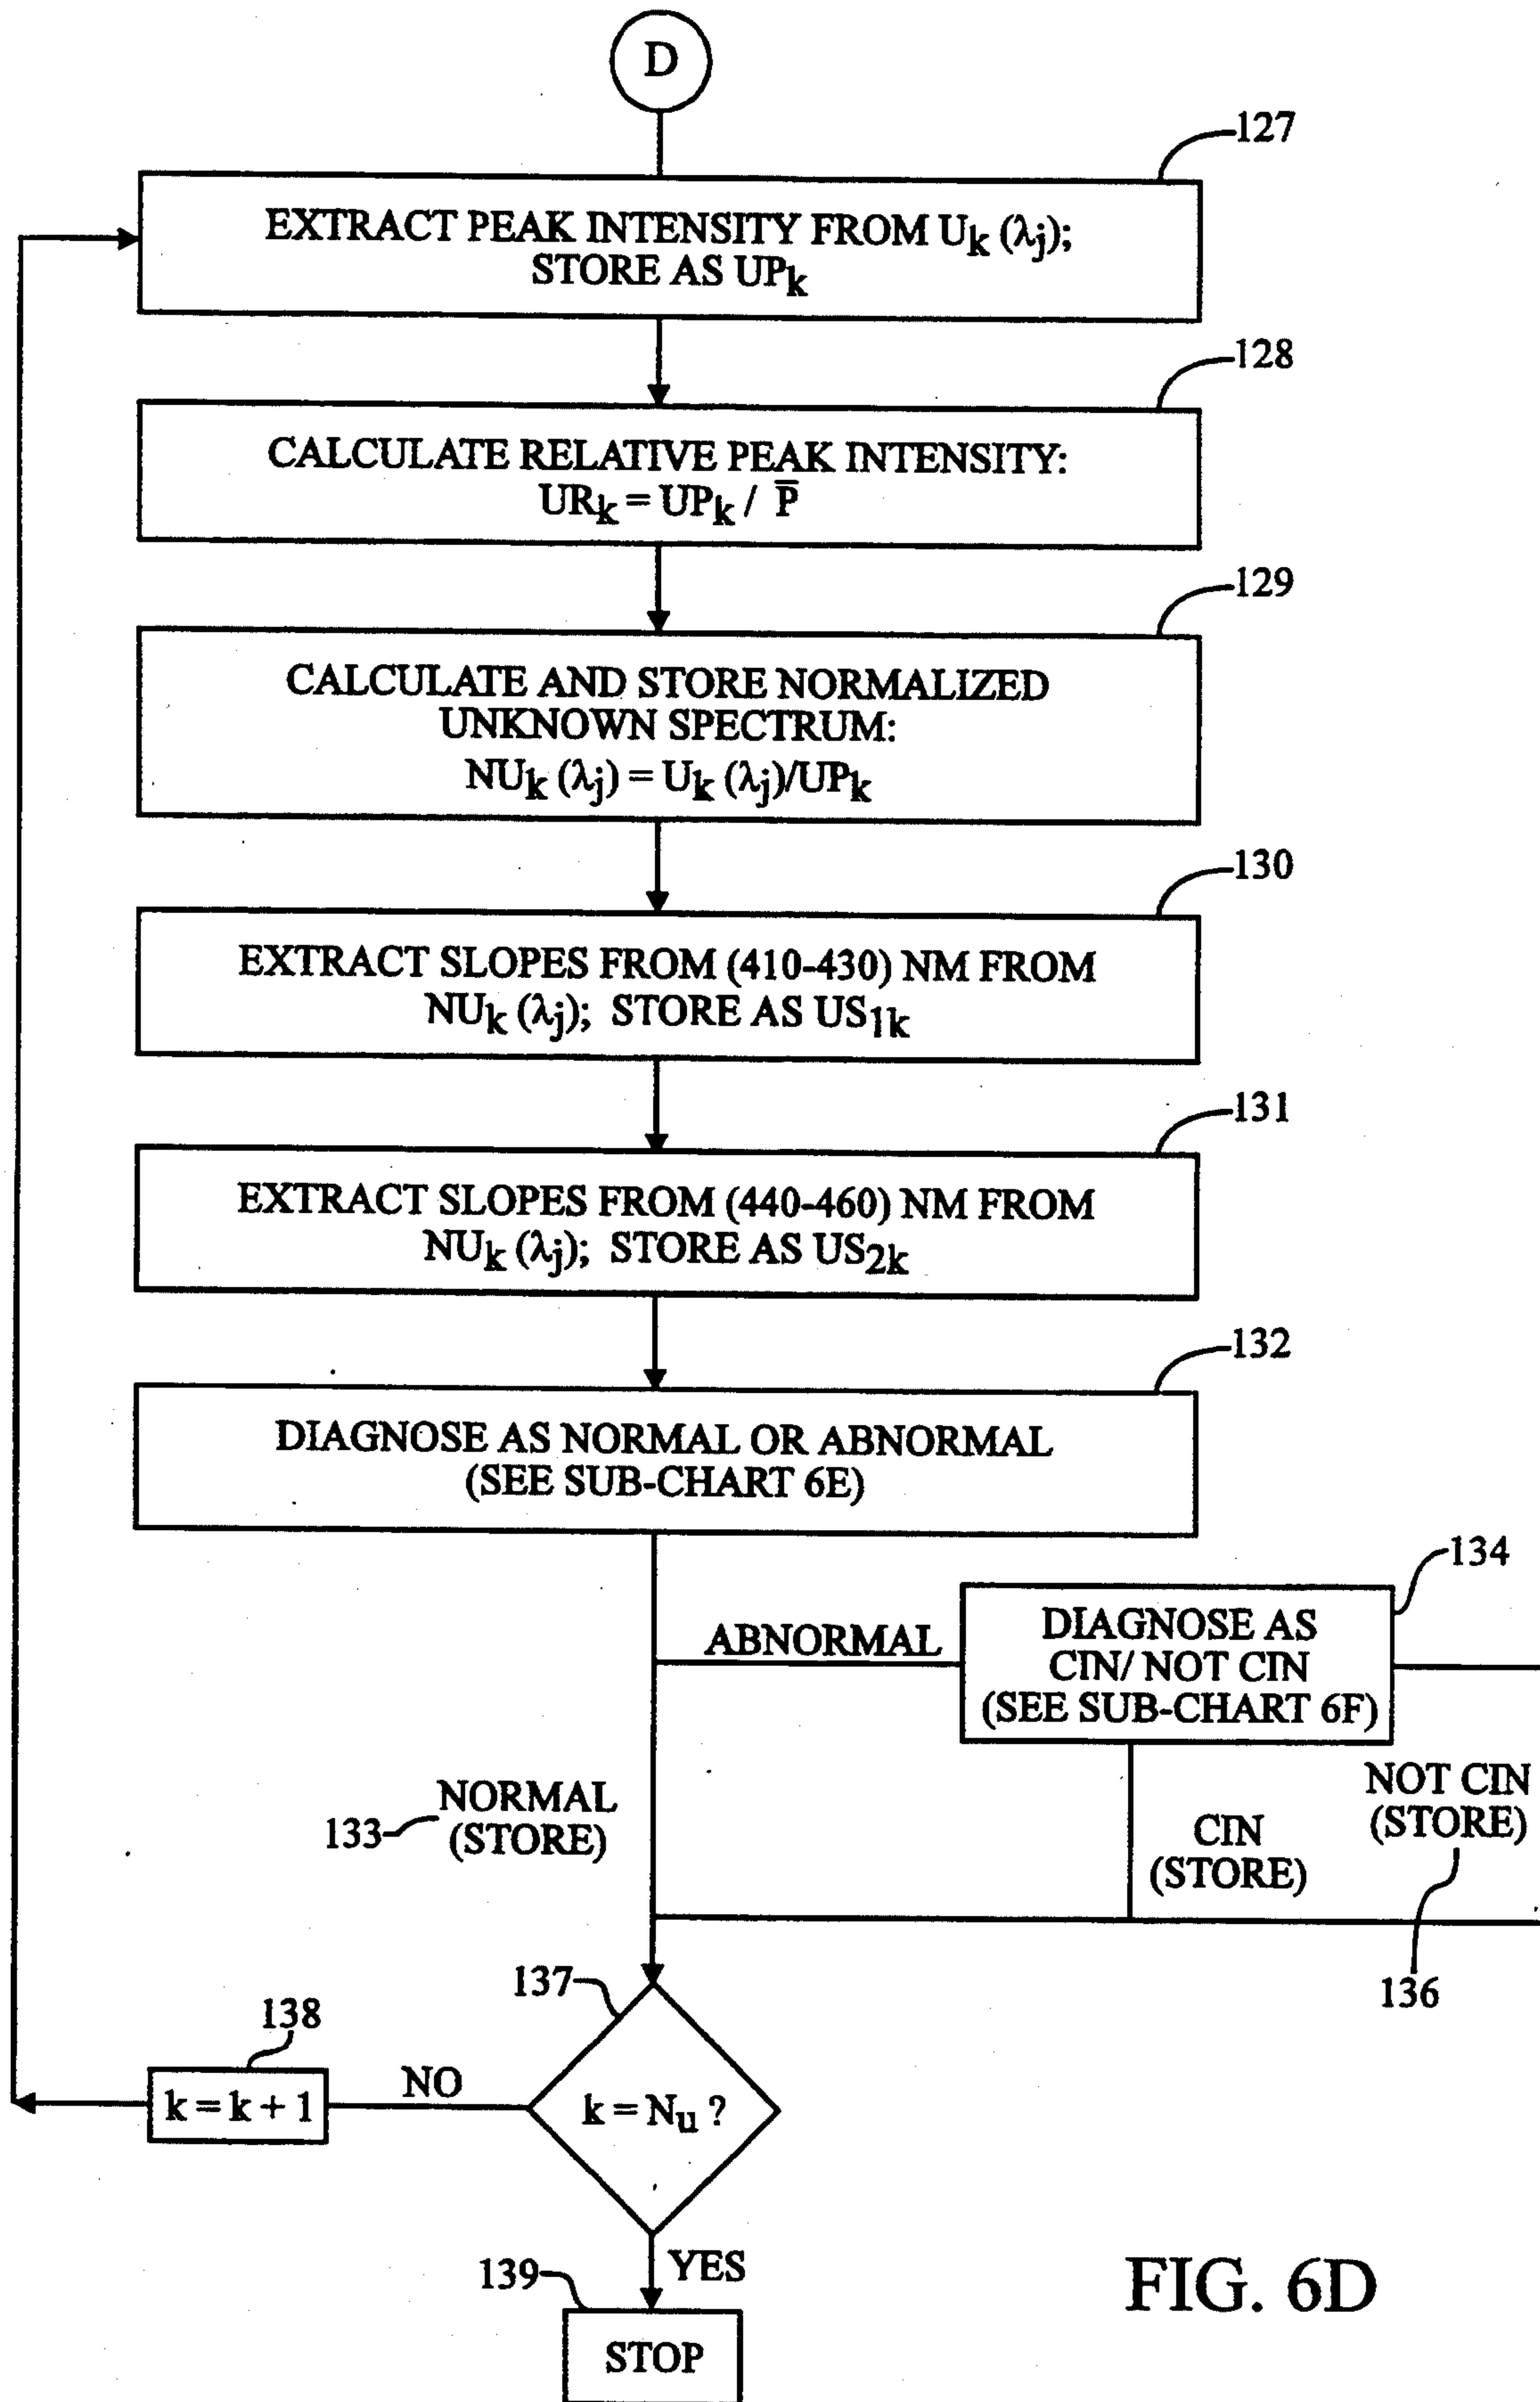 D
127
EXTRACT PEAK INTENSITY FROM Uk (λj);
STORE AS UPk
128
CALCULATE RELATIVE PEAK INTENSITY:
URk = UPk / P̅
129
CALCULATE AND STORE NORMALIZED
UNKNOWN SPECTRUM:
NUk (λj) = Uk (λj)/UPk
130
EXTRACT SLOPES FROM (410-430) NM FROM
NUk (λj); STORE AS US1k
131
EXTRACT SLOPES FROM (440-460) NM FROM
NUk (λj); STORE AS US2k
132
DIAGNOSE AS NORMAL OR ABNORMAL
(SEE SUB-CHART 6E)
134
ABNORMAL
DIAGNOSE AS
CIN/ NOT CIN
(SEE SUB-CHART 6F)
133
NORMAL
(STORE)
CIN
(STORE)
NOT CIN
(STORE)
136
137
138
k = k + 1
NO
k = Nu ?
YES
139
STOP
FIG. 6D